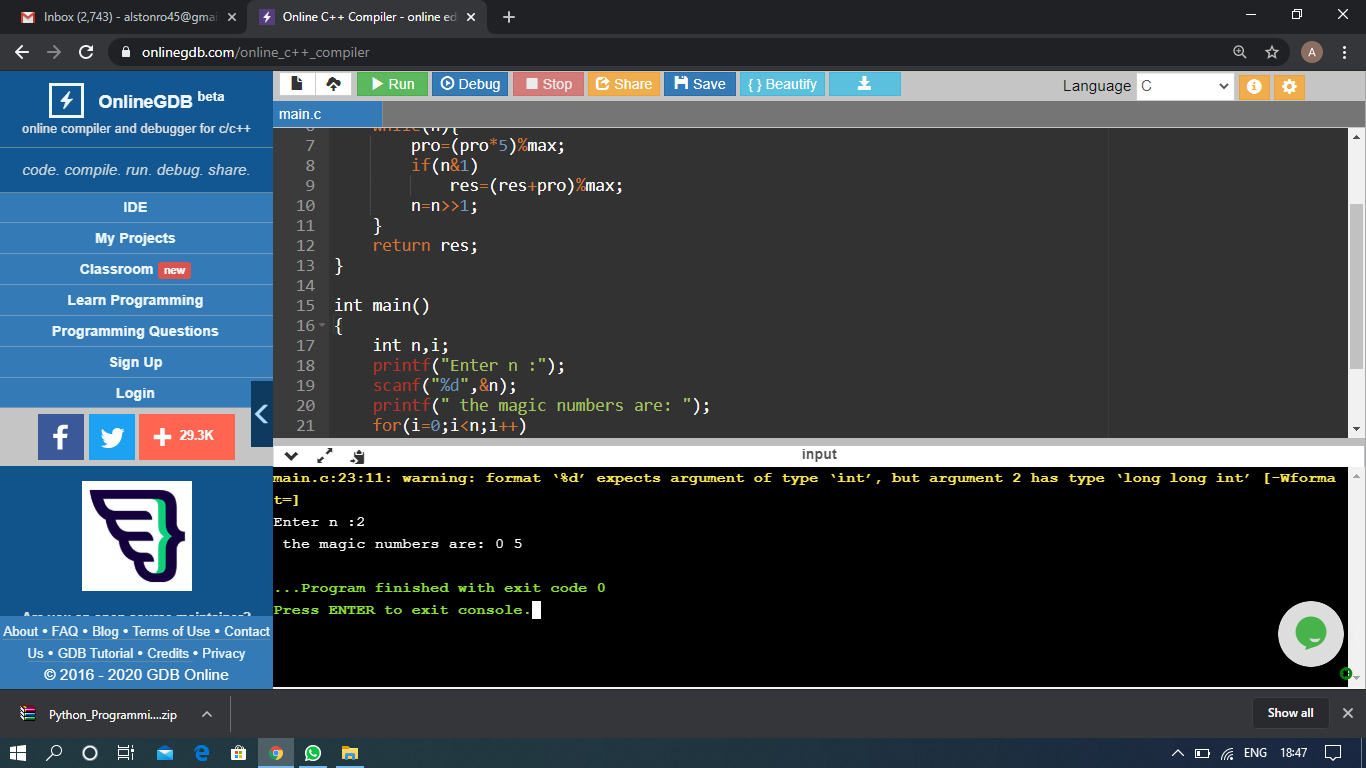 Inbox (2,743) - alstonro45@gmai
Online C++ Compiler - online ed
onlinegdb.com/online_c++_compiler
A
OnlineGDB beta
online compiler and debugger for c/c++
code. compile. run. debug. share.
IDE
My Projects
Classroom new
Learn Programming
Programming Questions
Sign Up
Login
29.3K
About • FAQ • Blog • Terms of Use • Contact
Us • GDB Tutorial • Credits • Privacy
© 2016 - 2020 GDB Online
Run Debug Stop Share Save { } Beautify
Language C
main.c
6 while(n){
7 pro=(pro*5)%max;
8 if(n&1)
9 res=(res+pro)%max;
10 n=n>>1;
11 }
12 return res;
13 }
14
15 int main()
16 {
17 int n,i;
18 printf("Enter n :");
19 scanf("%d",&n);
20 printf(" the magic numbers are: ");
21 for(i=0;i<n;i++)
input
main.c:23:11: warning: format ‘%d’ expects argument of type ‘int’, but argument 2 has type ‘long long int’ [-Wforma
t=]
Enter n :2
 the magic numbers are: 0 5
...Program finished with exit code 0
Press ENTER to exit console.
Python_Programmi....zip
Show all
ENG 18:47